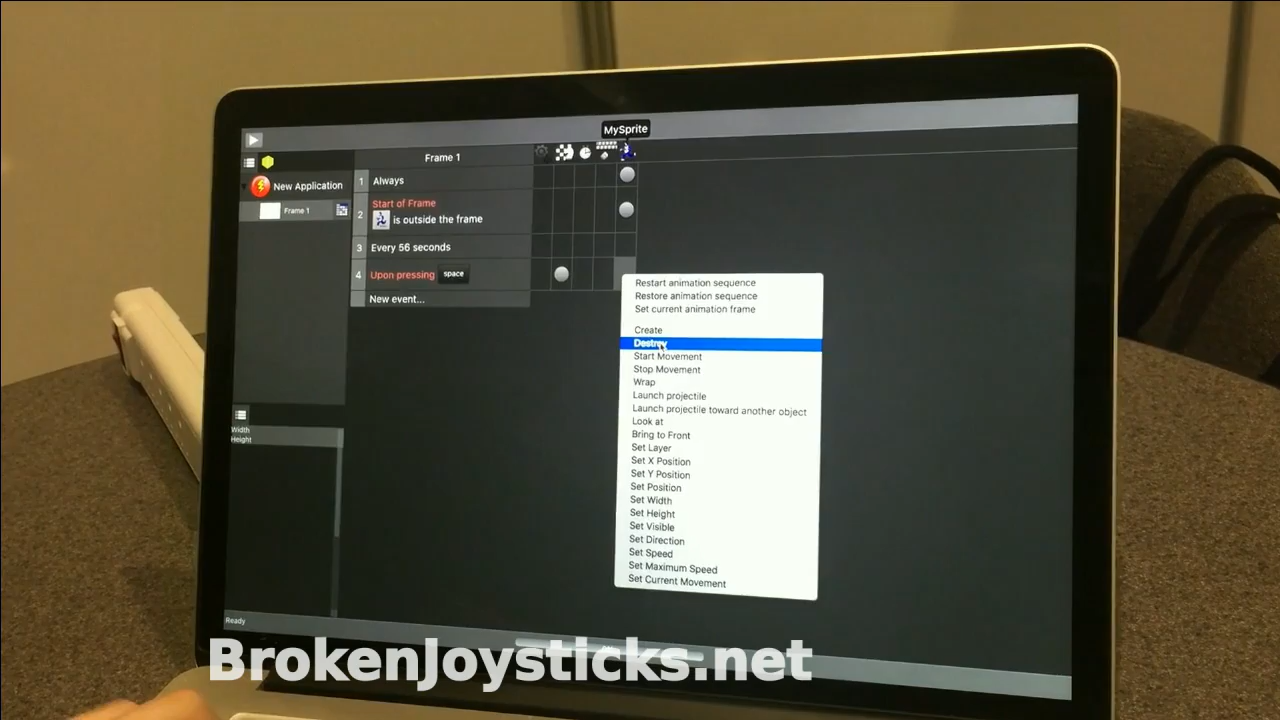 MySprite
Frame 1
New Application
Frame 1
1 Always
2 Start of Frame
is outside the frame
3 Every 56 seconds
4 Upon pressing space
New event...
Restart animation sequence
Restore animation sequence
Set current animation frame
Create
Destroy
Start Movement
Stop Movement
Wrap
Launch projectile
Launch projectile toward another object
Look at
Bring to Front
Set Layer
Set X Position
Set Y Position
Set Position
Set Width
Set Height
Set Visible
Set Direction
Set Speed
Set Maximum Speed
Set Current Movement
Width
Height
Ready
BrokenJoysticks.net